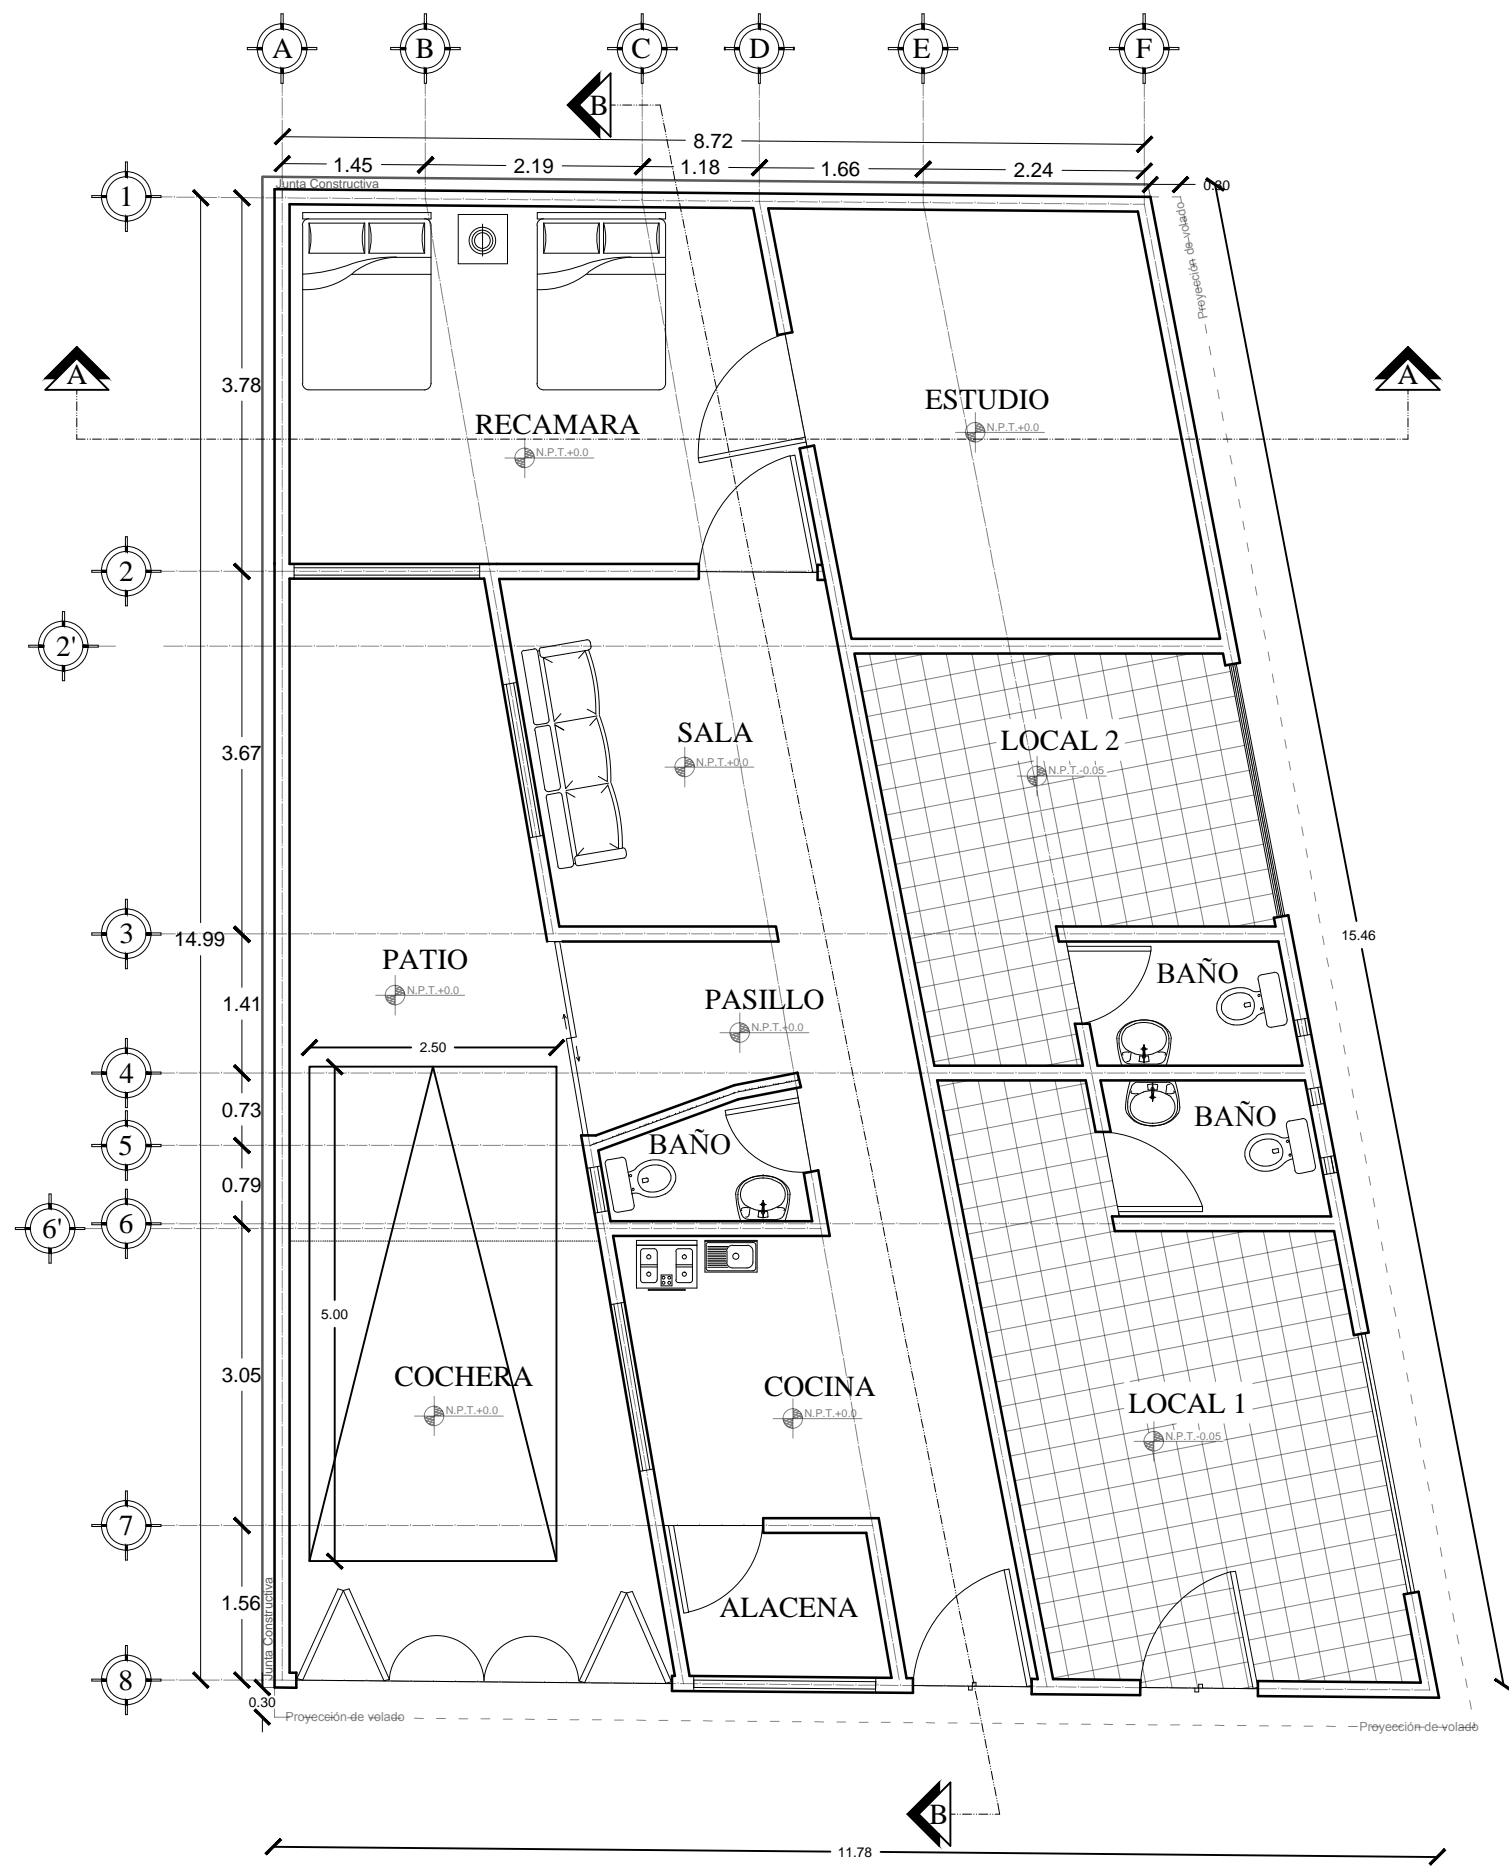 A B C D E F
B
8.72
1.45 2.19 1.18 1.66 2.24
Junta Constructiva
0.30
1
Proyección de volado
3.78
A
A
ESTUDIO
N.P.T.+0.0
RECAMARA
N.P.T.+0.0
2
2'
SALA
N.P.T.+0.0
LOCAL 2
N.P.T.-0.05
3.67
3
14.99
15.46
PATIO
N.P.T.+0.0
BAÑO
1.41
PASILLO
N.P.T.+0.0
2.50
4
0.73
BAÑO
5
BAÑO
0.79
6
6'
5.00
3.05
COCHERA
N.P.T.+0.0
COCINA
N.P.T.+0.0
LOCAL 1
N.P.T.-0.05
7
1.56
ALACENA
Junta Constructiva
8
0.30
Proyección de volado
Proyección de volado
B
11.78